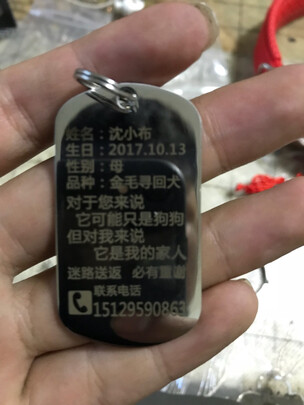 姓名：沈小布
生日：2017.10.13
性别：母
品种：金毛寻回犬
对于您来说
它可能只是狗狗
但对我来说
它是我的家人
迷路送返 必有重谢
联系电话
15129590863